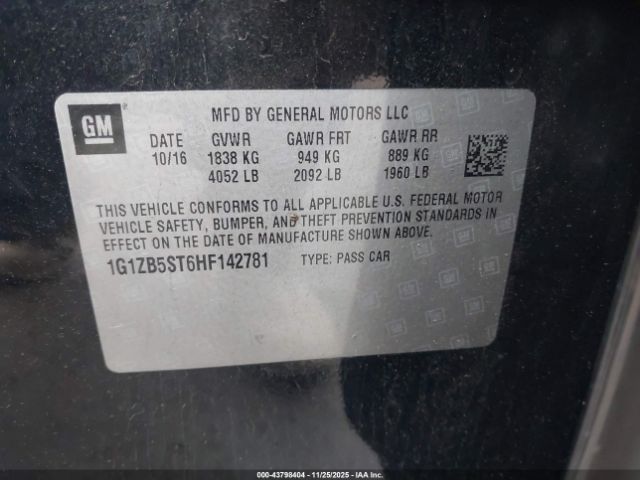 GM
MFD BY GENERAL MOTORS LLC
DATE GVWR GAWR FRT GAWR RR
10/16 1838 KG 949 KG 889 KG
4052 LB 2092 LB 1960 LB
THIS VEHICLE CONFORMS TO ALL APPLICABLE U.S. FEDERAL MOTOR
VEHICLE SAFETY, BUMPER, AND THEFT PREVENTION STANDARDS IN
EFFECT ON THE DATE OF MANUFACTURE SHOWN ABOVE.
1G1ZB5ST6HF142781 TYPE: PASS CAR
000-43798404 - 11/25/2025 - IAA Inc.